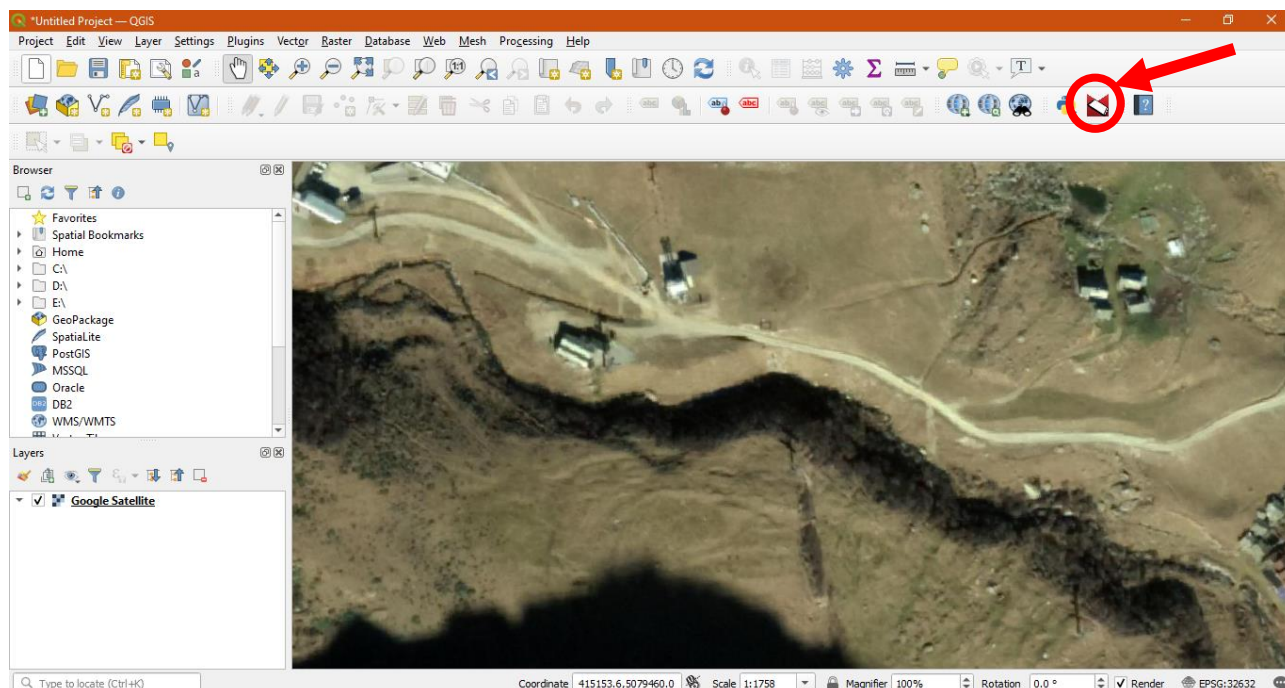 *Untitled Project — QGIS
Project Edit View Layer Settings Plugins Vector Raster Database Web Mesh Processing Help
Browser
Favorites
Spatial Bookmarks
Home
C:\
D:\
E:\
GeoPackage
SpatiaLite
PostGIS
MSSQL
Oracle
DB2
WMS/WMTS
Layers
Google Satellite
Type to locate (Ctrl+K) Coordinate 415153.6,5079460.0 Scale 1:1758 Magnifier 100% Rotation 0.0 ° Render EPSG:32632